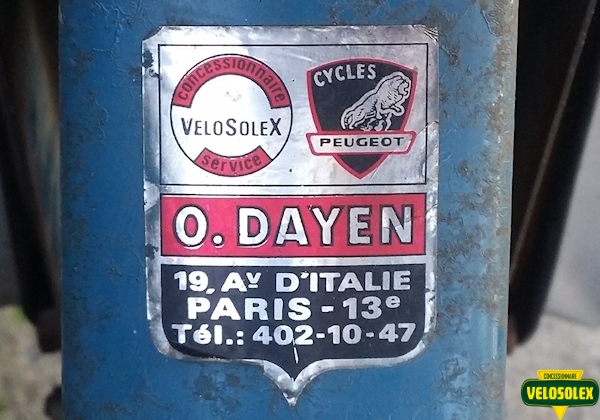 concessionnaire
VELOSOLEX
service
CYCLES
PEUGEOT
O. DAYEN
19, Av D'ITALIE
PARIS - 13e
Tél.: 402-10-47
CONCESSIONNAIRE
VELOSOLEX